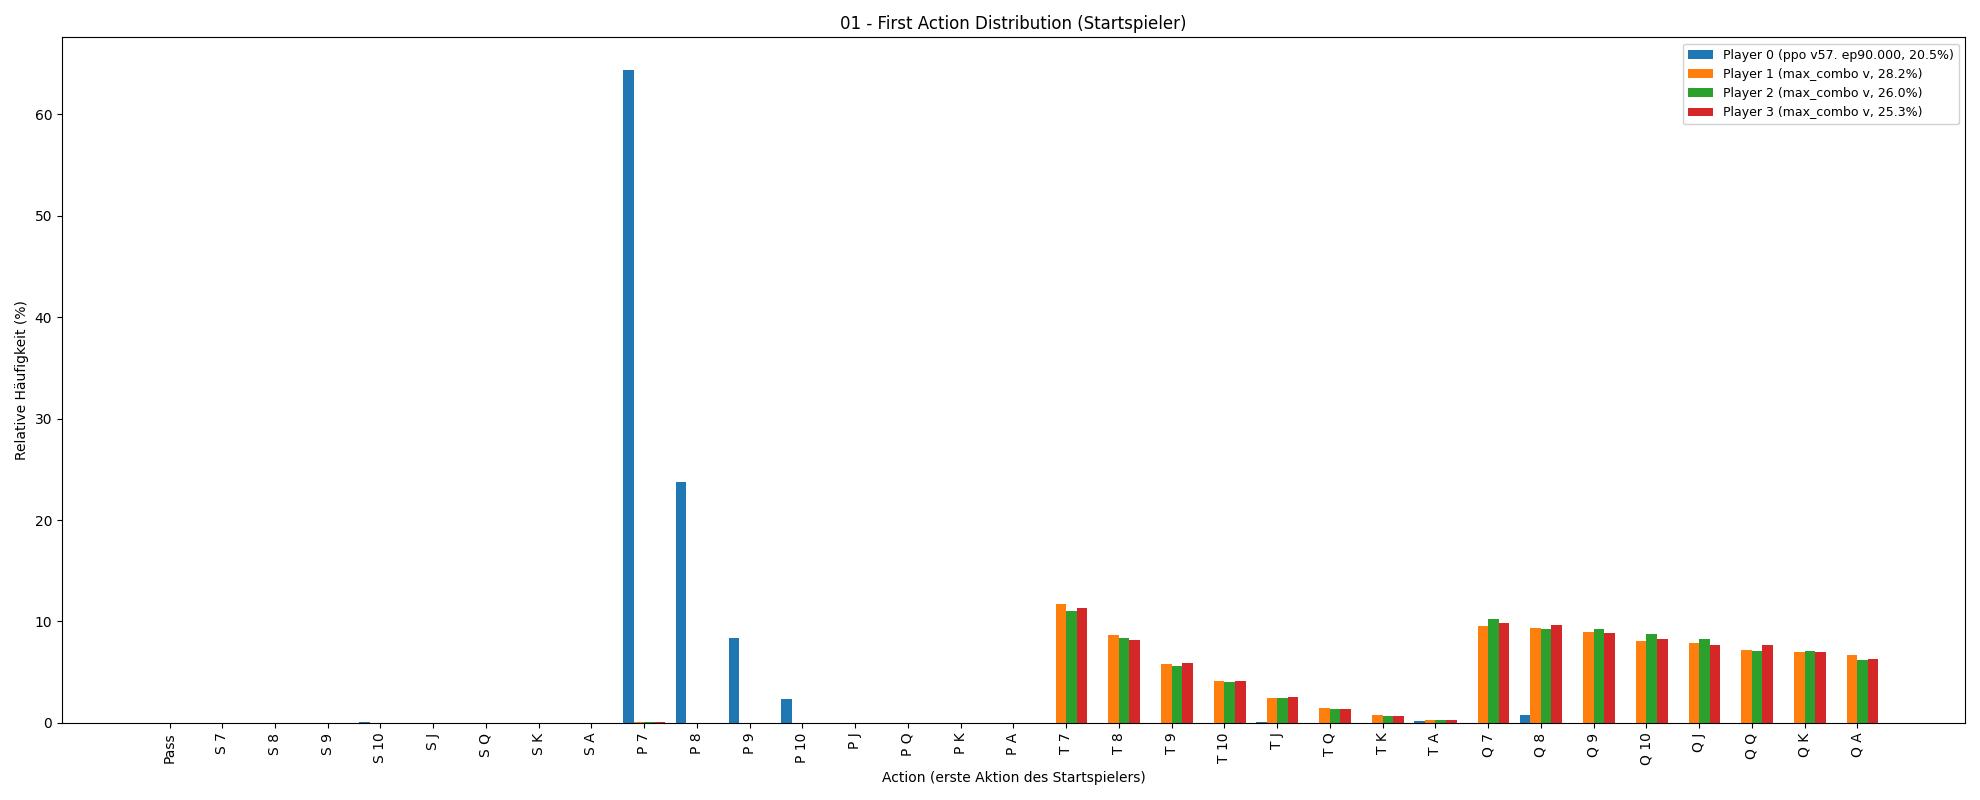 01 - First Action Distribution (Startspieler)
Player 0 (ppo v57. ep90.000, 20.5%)
Player 1 (max_combo v, 28.2%)
Player 2 (max_combo v, 26.0%)
Player 3 (max_combo v, 25.3%)
Relative Häufigkeit (%)
60
50
40
30
20
10
0
Pass
S 7
S 8
S 9
S 10
S J
S Q
S K
S A
P 7
P 8
P 9
P 10
P J
P Q
P K
P A
T 7
T 8
T 9
T 10
T J
T Q
T K
T A
Q 7
Q 8
Q 9
Q 10
Q J
Q Q
Q K
Q A
Action (erste Aktion des Startspielers)